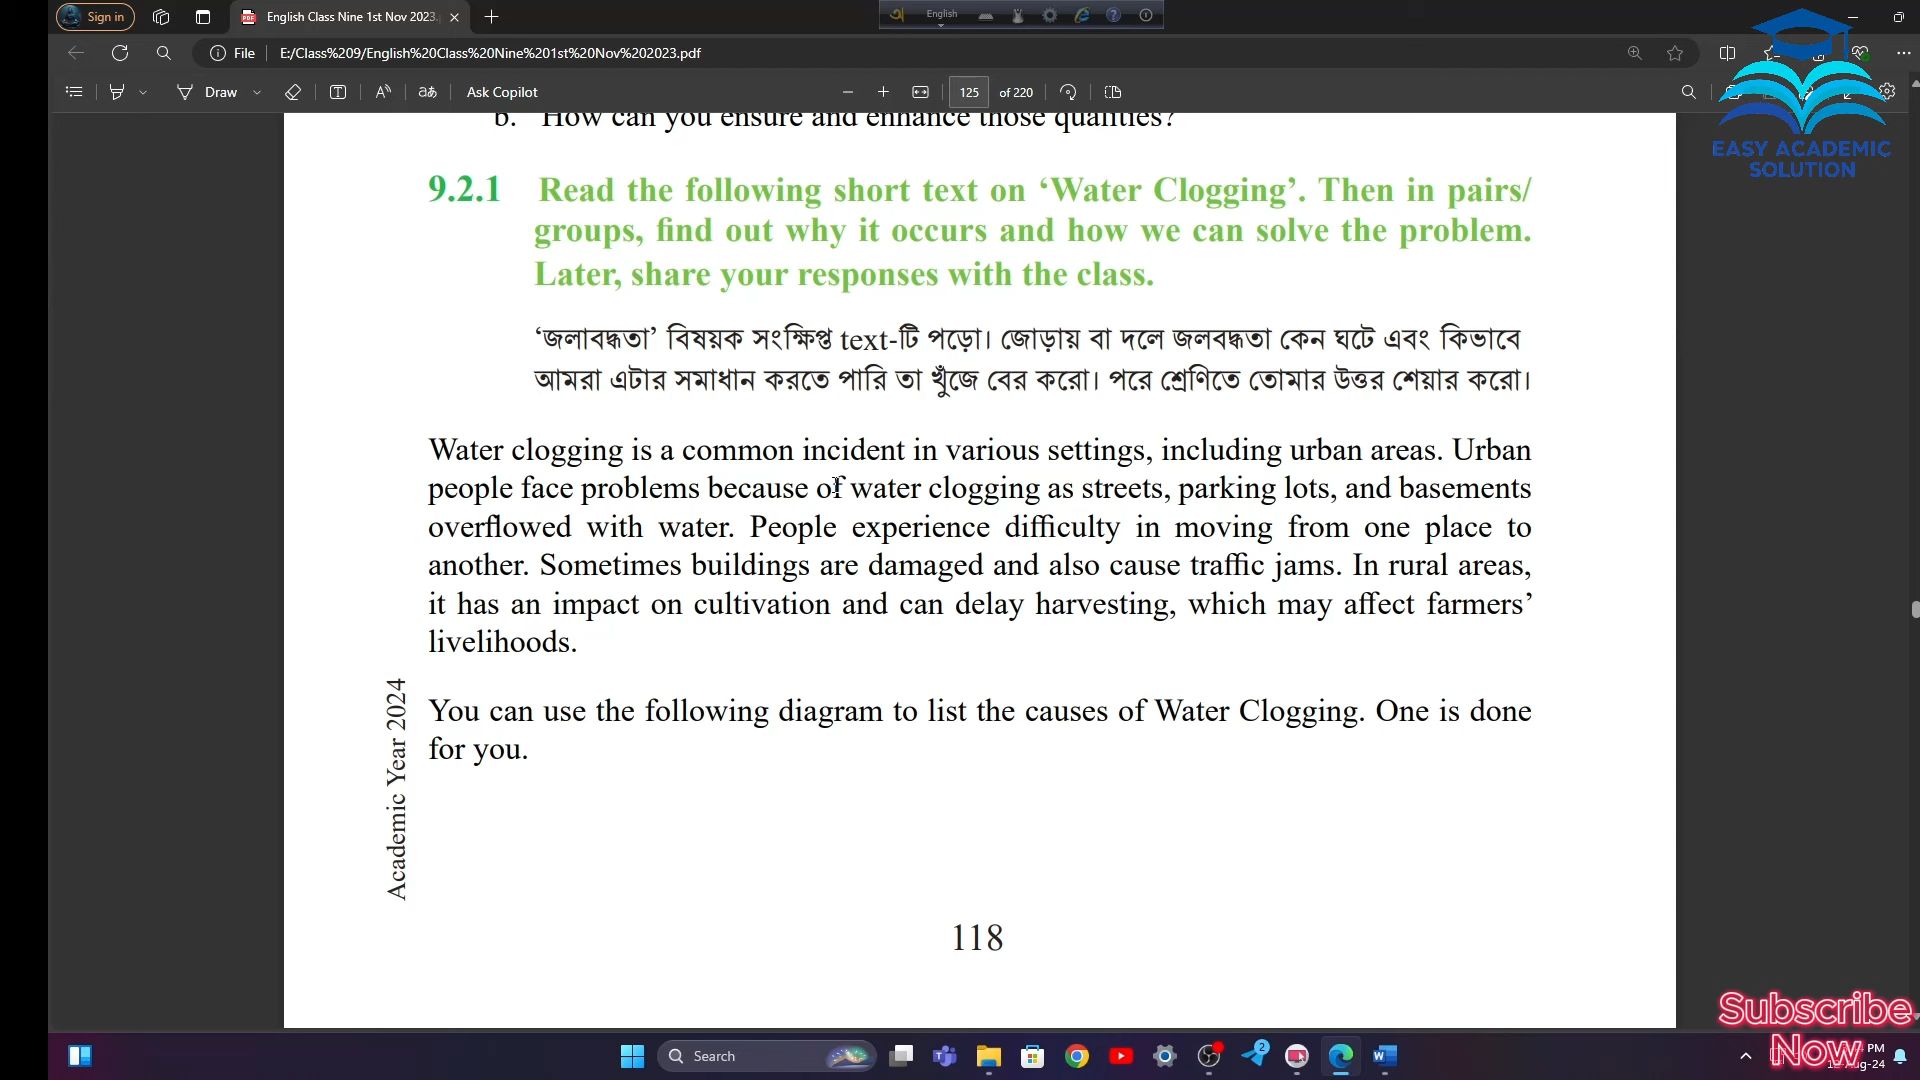 Sign in
English Class Nine 1st Nov 2023.
English
File
E:/Class%209/English%20Class%20Nine%201st%20Nov%202023.pdf
Draw
Ask Copilot
125 of 220
EASY ACADEMIC
SOLUTION
b. How can you ensure and enhance those qualities?
9.2.1 Read the following short text on ‘Water Clogging’. Then in pairs/
groups, find out why it occurs and how we can solve the problem.
Later, share your responses with the class.
‘জলাবদ্ধতা’ বিষয়ক সংক্ষিপ্ত text-টি পড়ো। জোড়ায় বা দলে জলবদ্ধতা কেন ঘটে এবং কিভাবে
আমরা এটার সমাধান করতে পারি তা খুঁজে বের করো। পরে শ্রেণিতে তোমার উত্তর শেয়ার করো।
Water clogging is a common incident in various settings, including urban areas. Urban
people face problems because of water clogging as streets, parking lots, and basements
overflowed with water. People experience difficulty in moving from one place to
another. Sometimes buildings are damaged and also cause traffic jams. In rural areas,
it has an impact on cultivation and can delay harvesting, which may affect farmers’
livelihoods.
You can use the following diagram to list the causes of Water Clogging. One is done
for you.
Academic Year 2024
118
Subscribe
Now
Search
2
PM